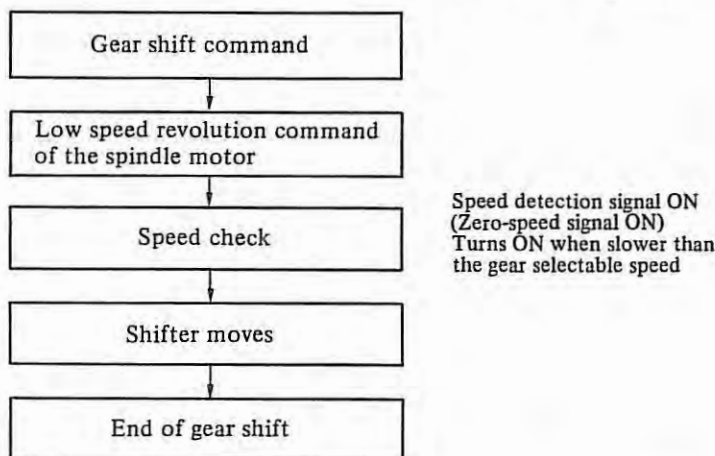 Gear shift command
Low speed revolution command
of the spindle motor
Speed check
Speed detection signal ON
(Zero-speed signal ON)
Turns ON when slower than
the gear selectable speed
Shifter moves
End of gear shift